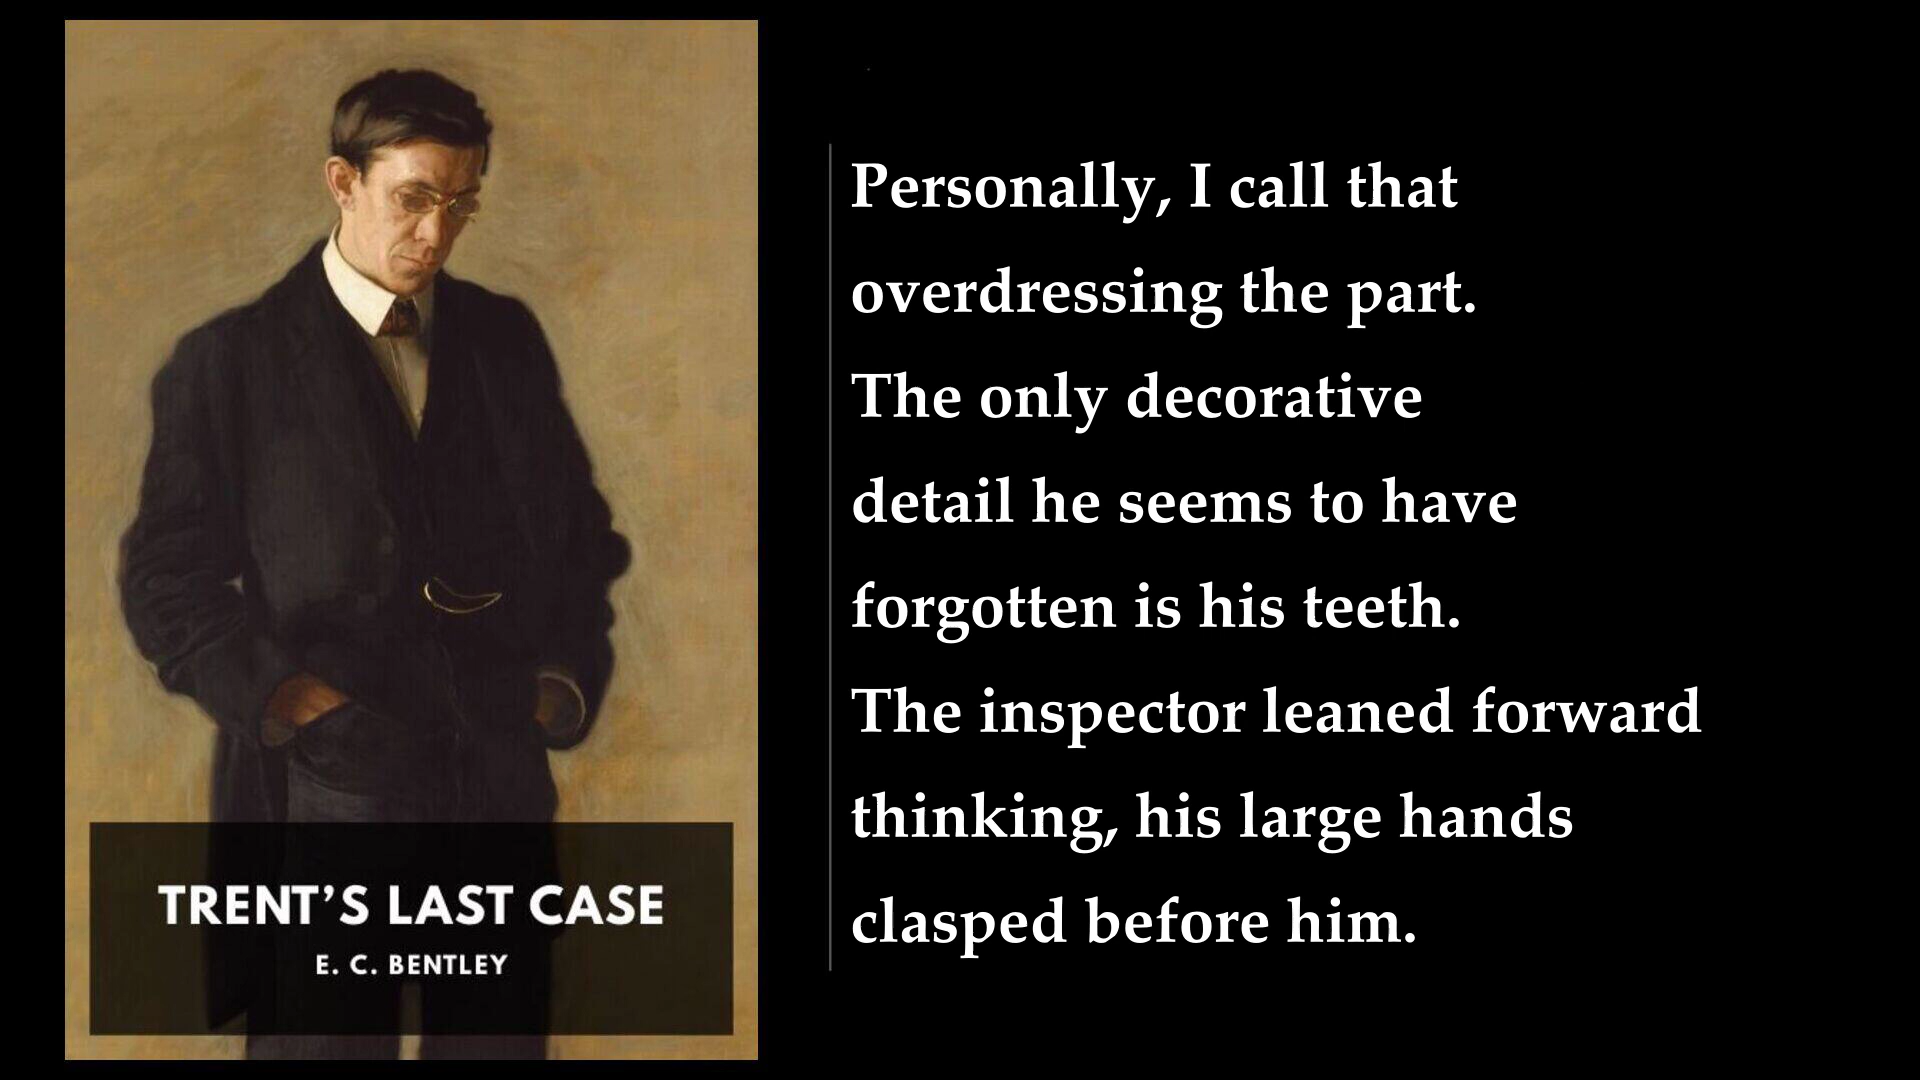 TRENT’S LAST CASE
E. C. BENTLEY
Personally, I call that
overdressing the part.
The only decorative
detail he seems to have
forgotten is his teeth.
The inspector leaned forward
thinking, his large hands
clasped before him.